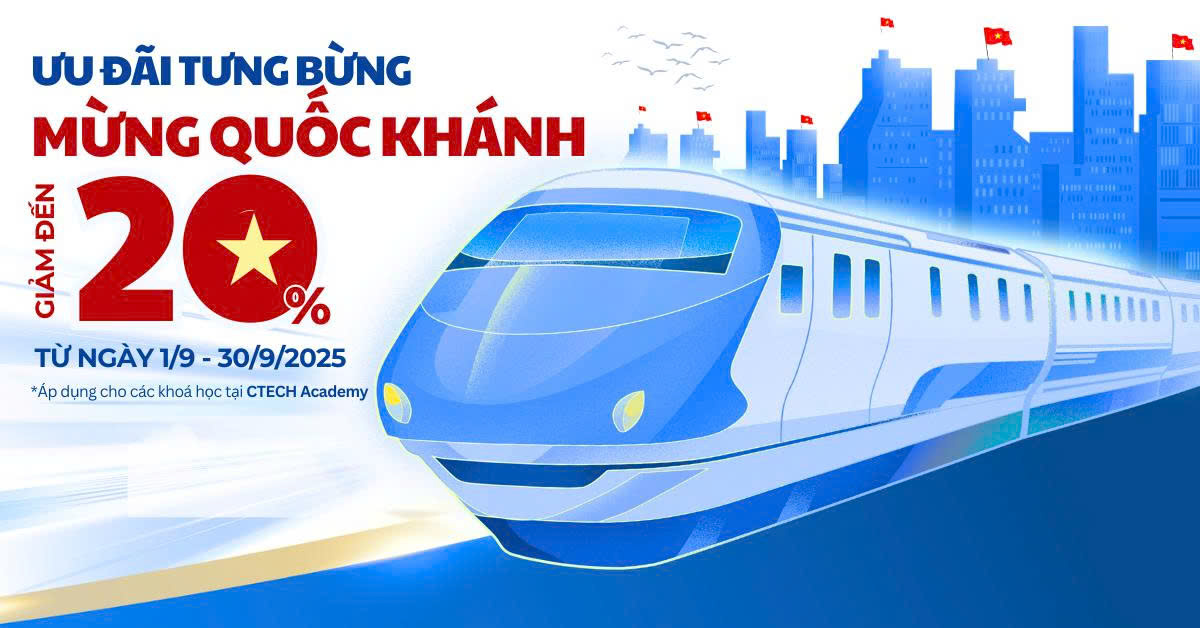 ƯU ĐÃI TƯNG BỪNG
MỪNG QUỐC KHÁNH
GIẢM ĐẾN
20%
TỪ NGÀY 1/9 - 30/9/2025
*Áp dụng cho các khoá học tại CTECH Academy